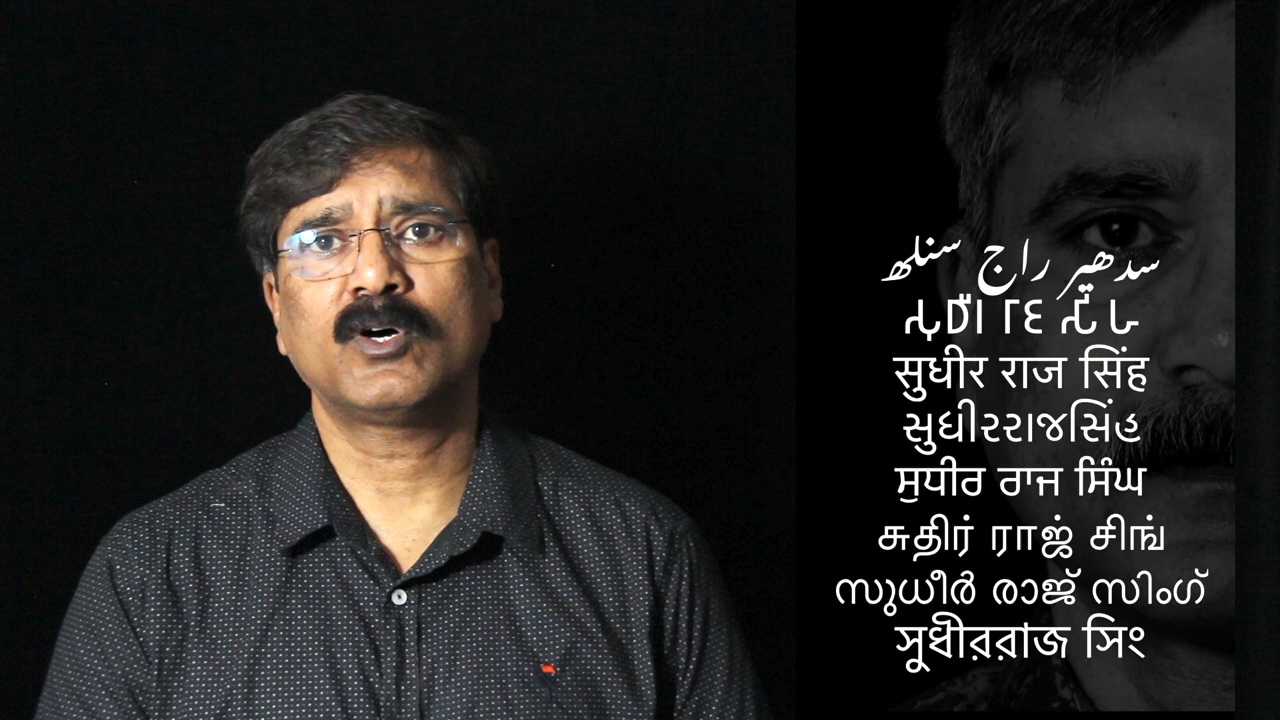 سدھیر راج سنلھ
सुधीर राज सिंह
સુધીરરાજસિંહ
ਸੁਧੀਰ ਰਾਜ ਸਿੰਘ
சுதிர் ராஜ் சிங்
സുധീർ രാജ് സിംഗ്
সুধীররাজ সিং